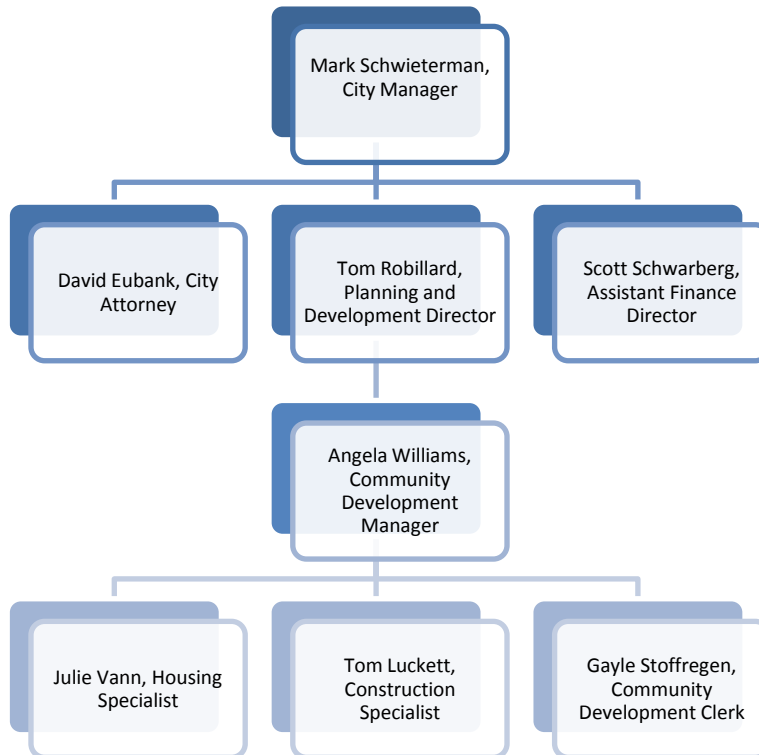 Mark Schwieterman,
City Manager
David Eubank, City
Attorney
Tom Robillard,
Planning and
Development Director
Scott Schwarberg,
Assistant Finance
Director
Angela Williams,
Community
Development
Manager
Julie Vann, Housing
Specialist
Tom Luckett,
Construction
Specialist
Gayle Stoffregen,
Community
Development Clerk